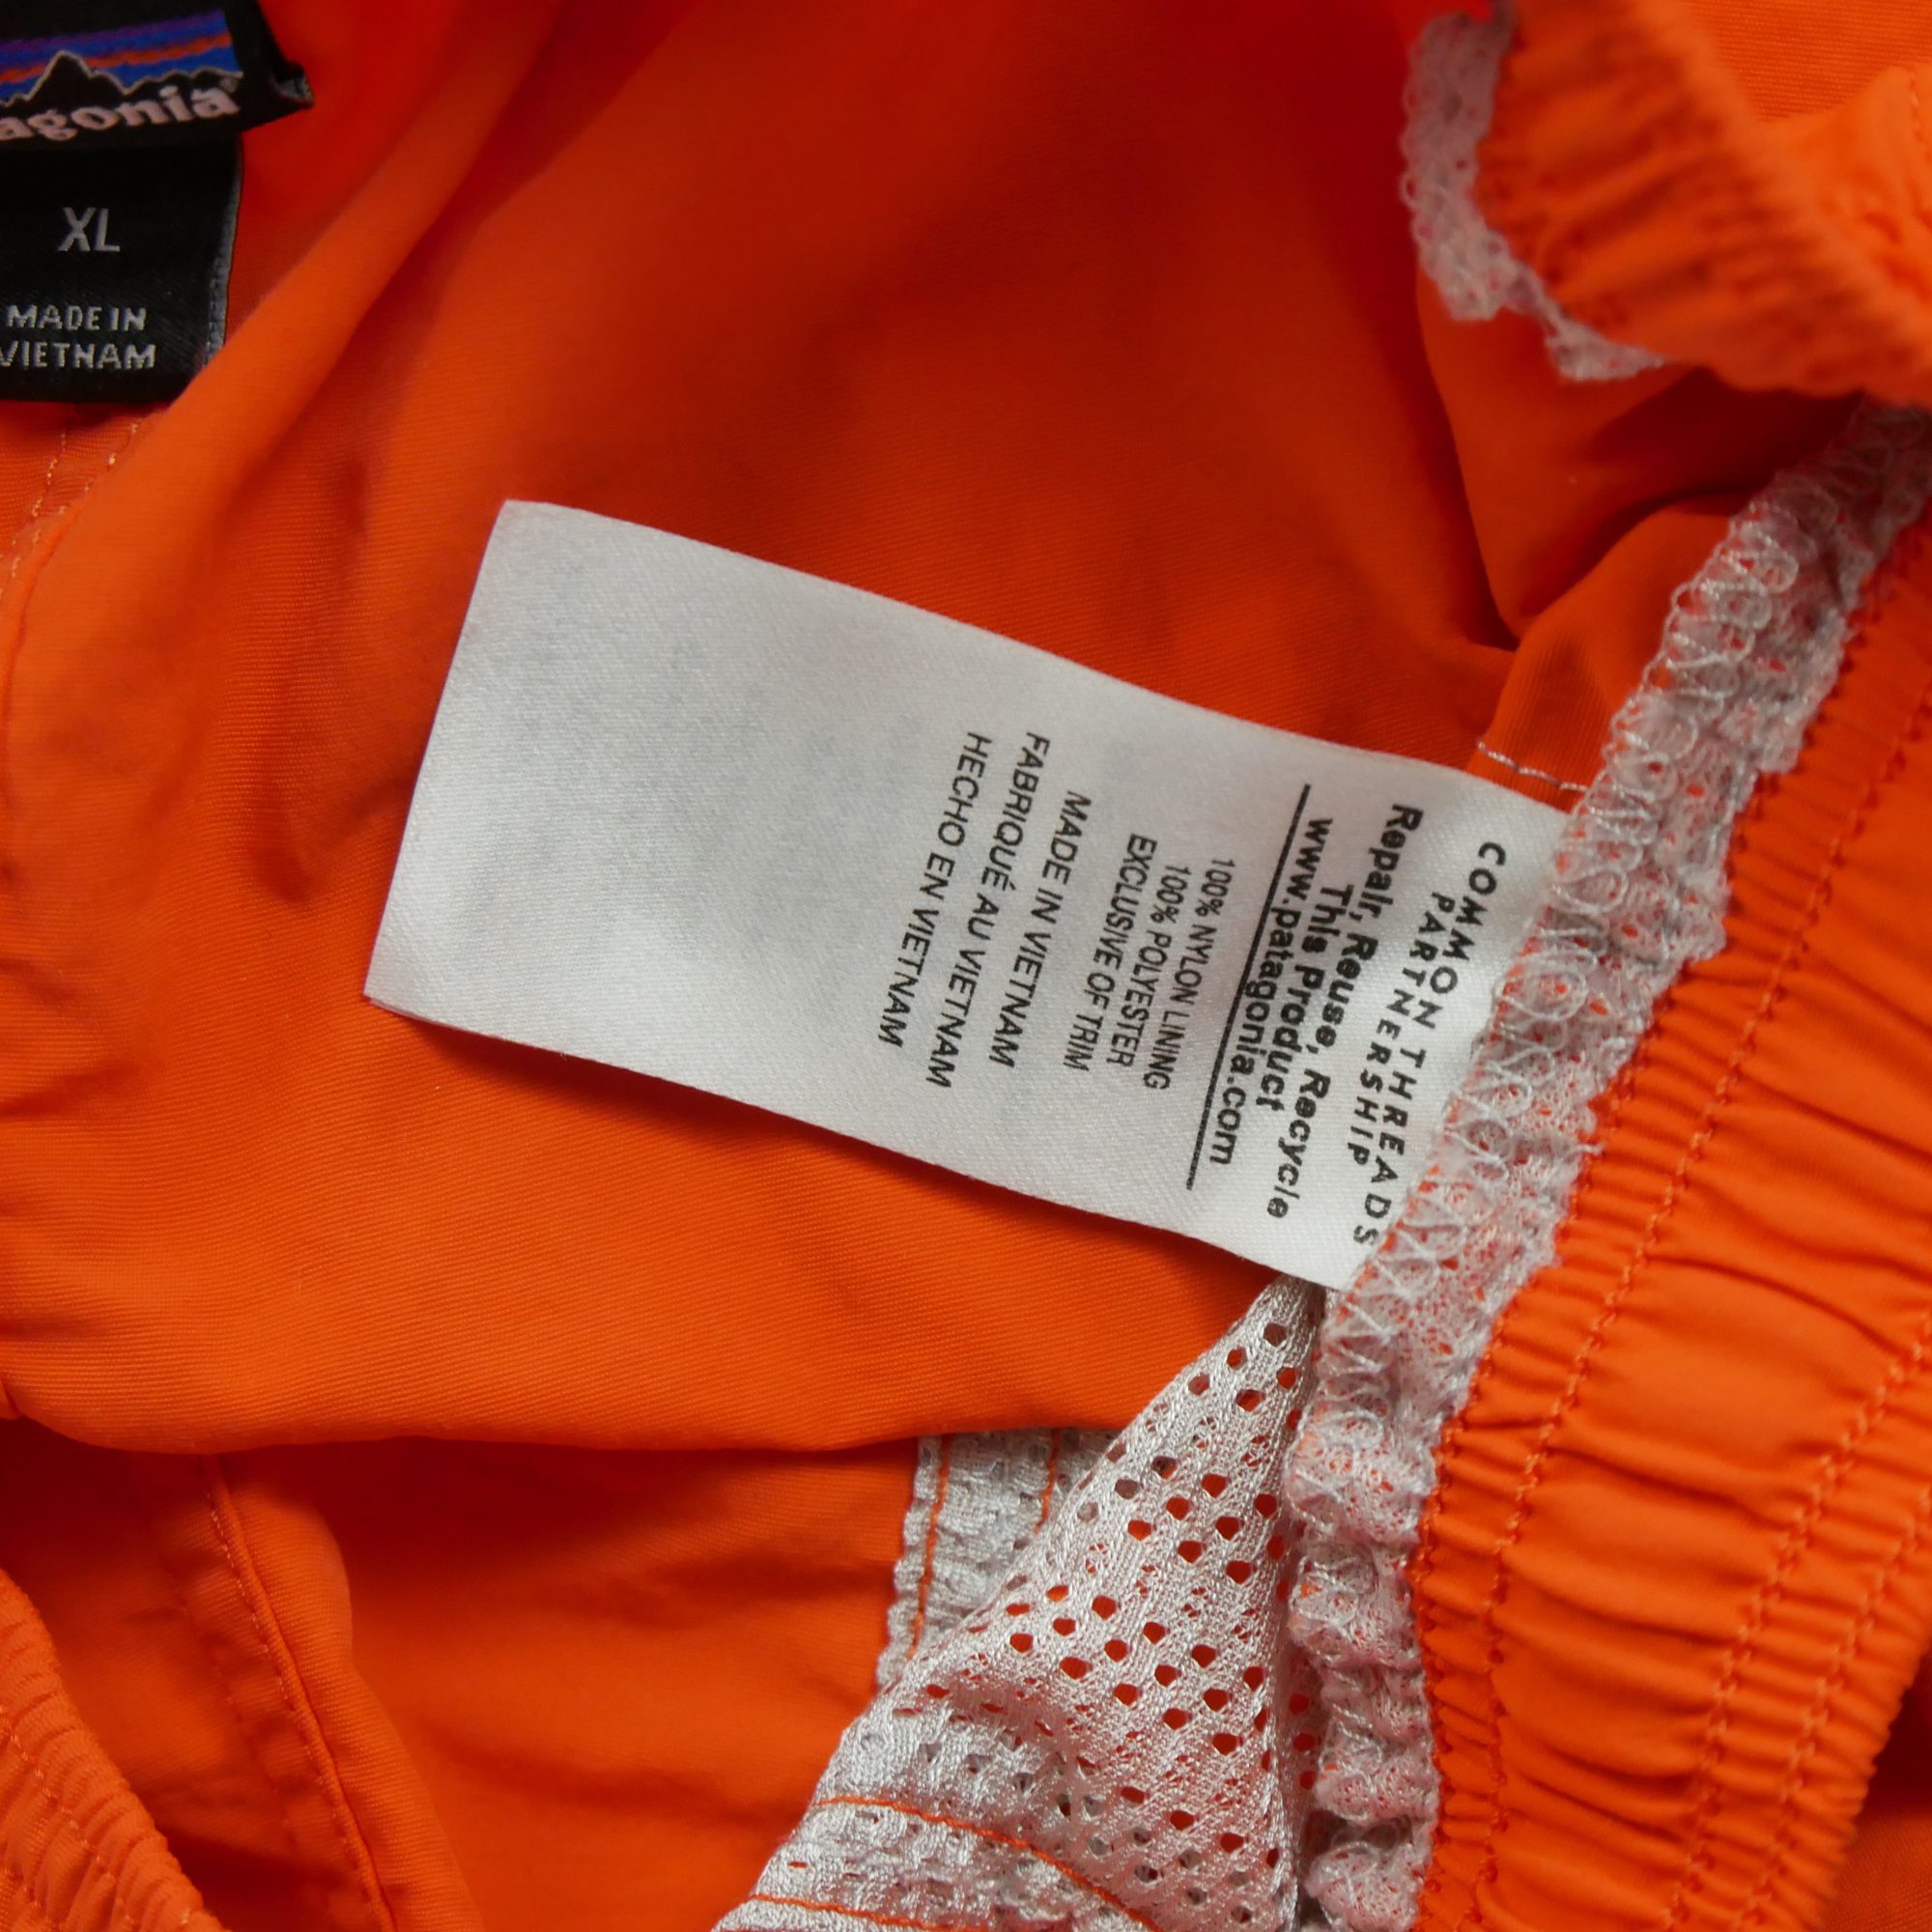 agonia
XL
MADE IN
VIETNAM
COMMON THREADS
PARTNERSHIP
Repair, Reuse, Recycle
This Product
www.patagonia.com
100% NYLON LINING
100% POLYESTER
EXCLUSIVE OF TRIM
MADE IN VIETNAM
FABRIQUÉ AU VIETNAM
HECHO EN VIETNAM